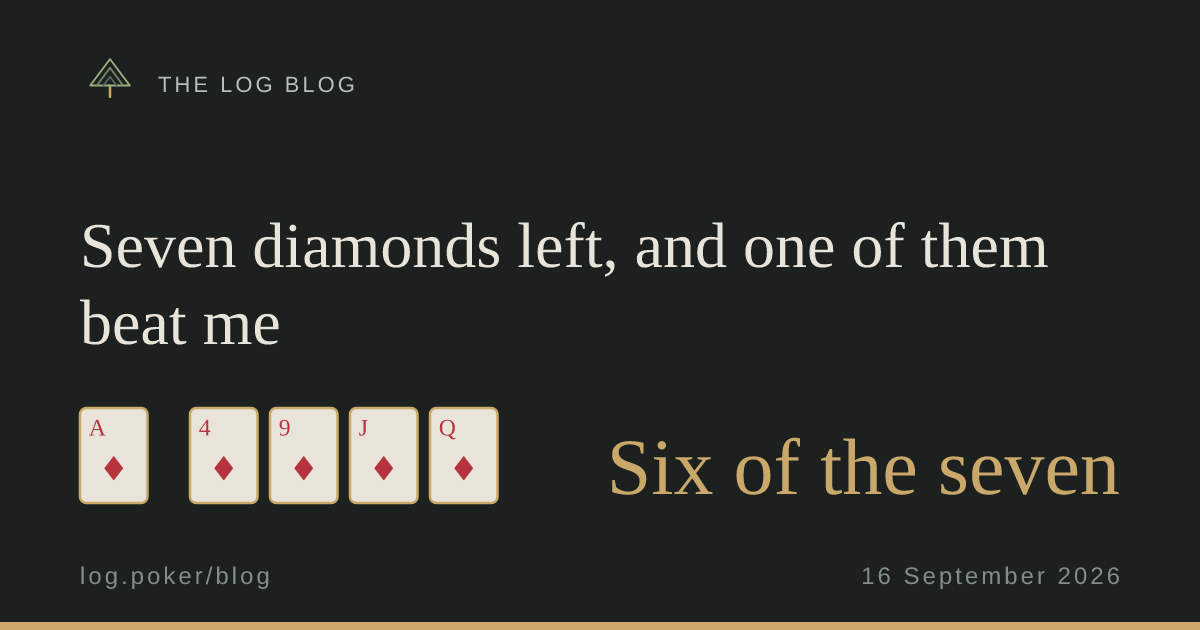 THE LOG BLOG
Seven diamonds left, and one of them
beat me
A 4 9 J Q
Six of the seven
log.poker/blog
16 September 2026